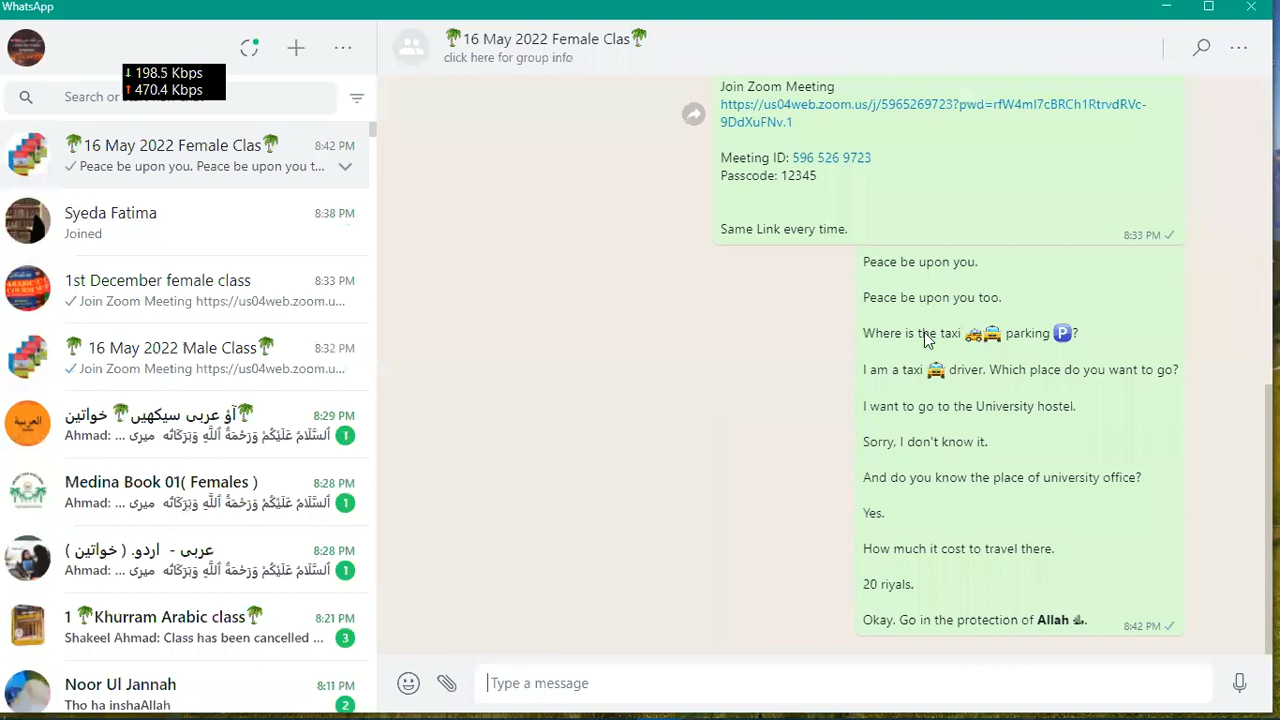 WhatsApp
↓ 198.5 Kbps
↑ 470.4 Kbps
Search or
🌴16 May 2022 Female Clas🌴 8:42 PM
Peace be upon you. Peace be upon you t...
Syeda Fatima 8:38 PM
Joined
1st December female class 8:33 PM
Join Zoom Meeting https://us04web.zoom.u...
🌴 16 May 2022 Male Class🌴 8:32 PM
Join Zoom Meeting https://us04web.zoom.u...
🌴آؤ عربی سیکھیں🌴 خواتین 8:29 PM
Ahmad: ... اَلسَّلَامُ عَلَيْكُمْ وَرَحْمَةُ اللَّهِ وَبَرَكَاتُه میری 1
Medina Book 01( Females ) 8:28 PM
Ahmad: ... اَلسَّلَامُ عَلَيْكُمْ وَرَحْمَةُ اللَّهِ وَبَرَكَاتُه میری 1
عربی - اردو. ( خواتین ) 8:28 PM
Ahmad: ... اَلسَّلَامُ عَلَيْكُمْ وَرَحْمَةُ اللَّهِ وَبَرَكَاتُه میری 1
1 🌴Khurram Arabic class🌴 8:21 PM
Shakeel Ahmad: Class has been cancelled ... 3
Noor Ul Jannah 8:11 PM
Tho ha inshaAllah 2
🌴16 May 2022 Female Clas🌴
click here for group info
Join Zoom Meeting
https://us04web.zoom.us/j/5965269723?pwd=rfW4ml7cBRCh1RtrvdRVc-
9DdXuFNv.1
Meeting ID: 596 526 9723
Passcode: 12345
Same Link every time.
8:33 PM
Peace be upon you.
Peace be upon you too.
Where is the taxi 🚕🚖 parking 🅿?
I am a taxi 🚖 driver. Which place do you want to go?
I want to go to the University hostel.
Sorry, I don't know it.
And do you know the place of university office?
Yes.
How much it cost to travel there.
20 riyals.
Okay. Go in the protection of Allah ﷻ.
8:42 PM
Type a message